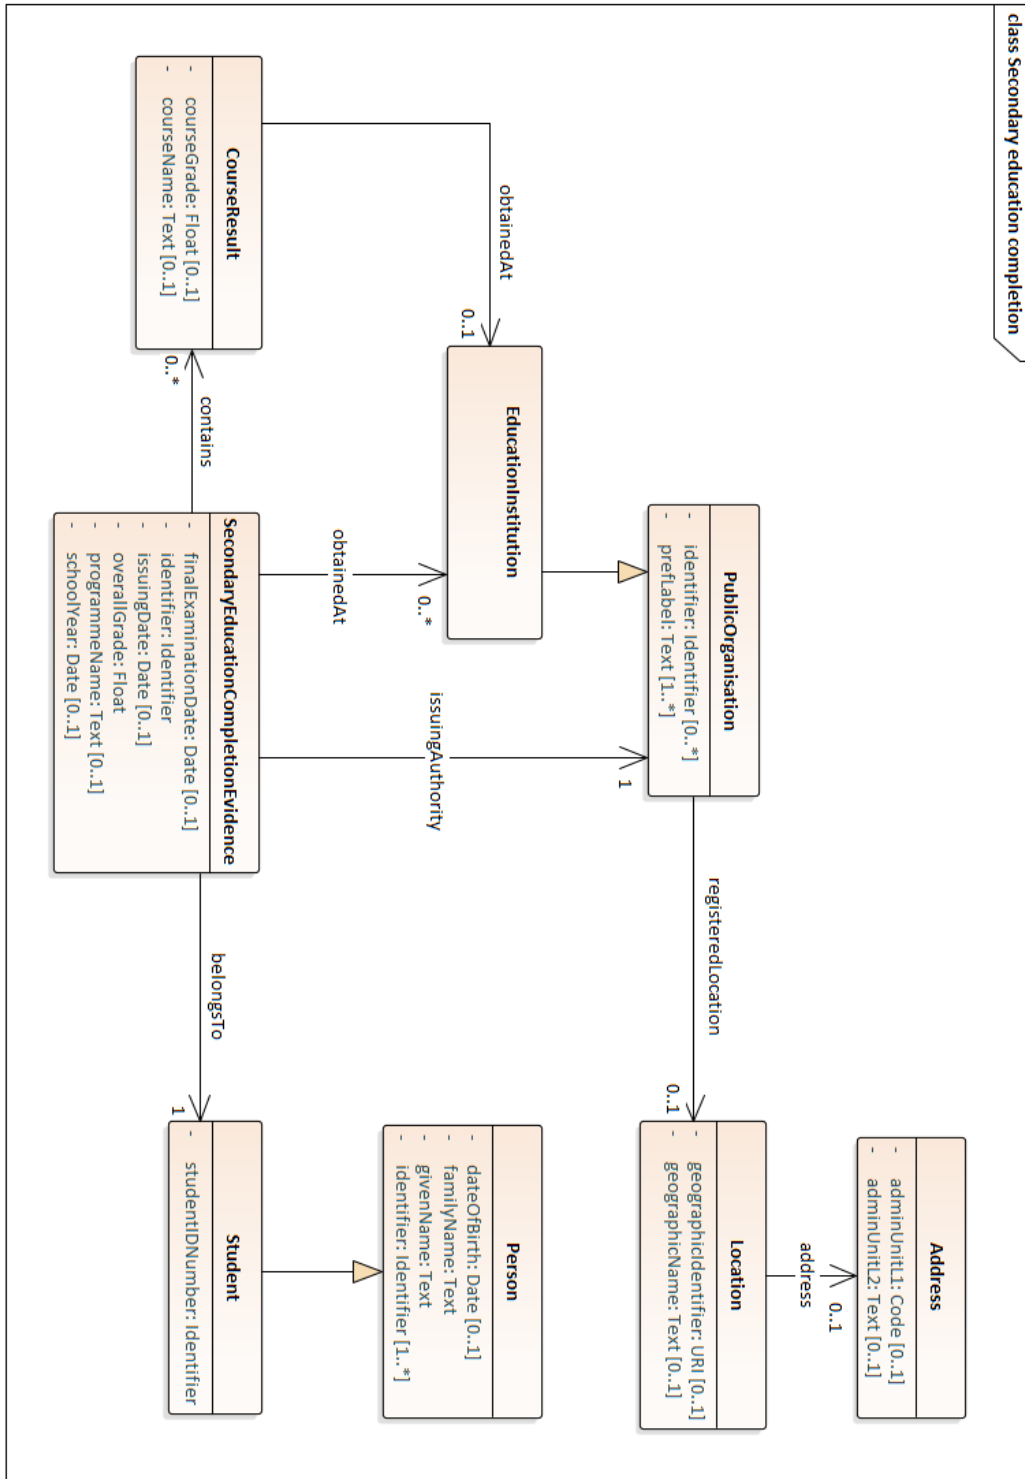 class Secondary education completion
Address
- adminUnitL1: Code [0..1]
- adminUnitL2: Text [0..1]
0..1
address
PublicOrganisation
- identifier: Identifier [0..*]
- prefLabel: Text [1..*]
registeredLocation
0..1
Location
- geographicIdentifier: URI [0..1]
- geographicName: Text [0..1]
1
EducationInstitution
obtainedAt
0..1
0..*
obtainedAt
issuingAuthority
Person
- dateOfBirth: Date [0..1]
- familyName: Text
- givenName: Text
- identifier: Identifier [1..*]
CourseResult
- courseGrade: Float [0..1]
- courseName: Text [0..1]
contains
0..*
SecondaryEducationCompletionEvidence
- finalExaminationDate: Date [0..1]
- identifier: Identifier
- issuingDate: Date [0..1]
- overallGrade: Float
- programmeName: Text [0..1]
- schoolYear: Date [0..1]
belongsTo
1
Student
- studentIDNumber: Identifier